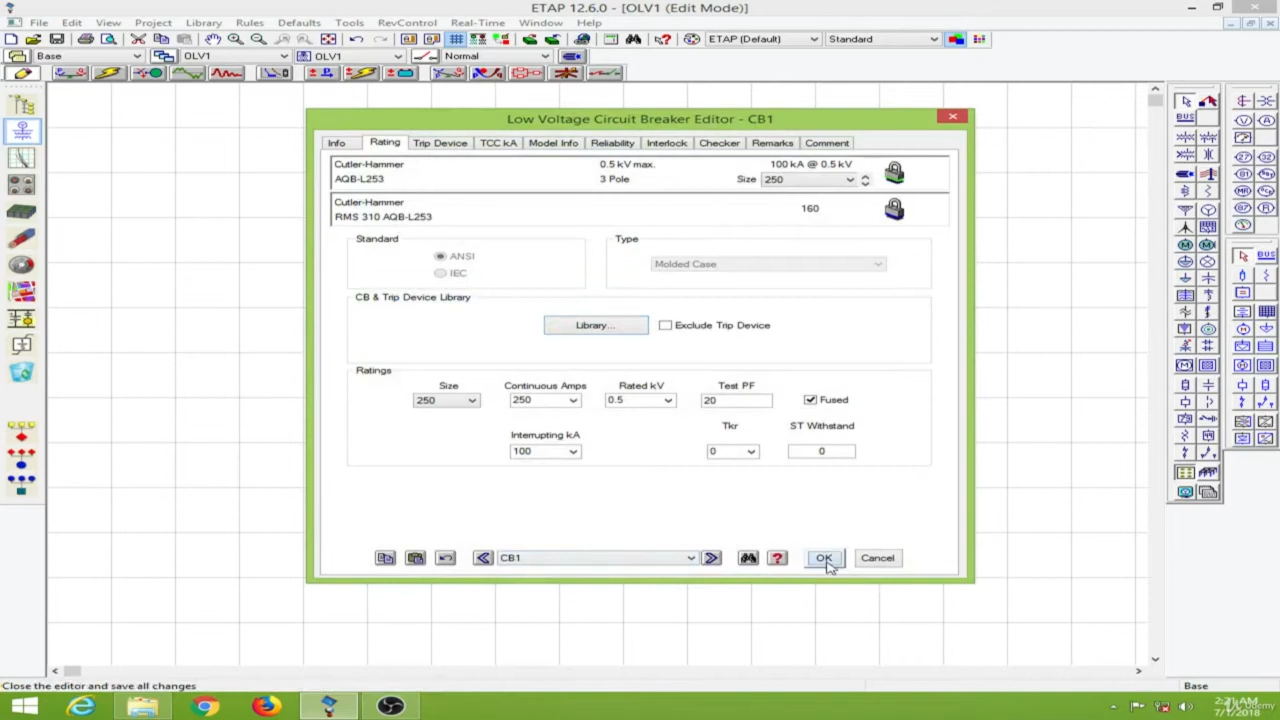 ETAP 12.6.0 - [OLV1 (Edit Mode)]
File Edit View Project Library Rules Defaults Tools RevControl Real-Time Window Help
ETAP (Default) Standard
Base OLV1 OLV1 Normal
Low Voltage Circuit Breaker Editor - CB1
Info Rating Trip Device TCC kA Model Info Reliability Interlock Checker Remarks Comment
Cutler-Hammer 0.5 kV max. 100 kA @ 0.5 kV
AQB-L253 3 Pole Size 250
Cutler-Hammer
RMS 310 AQB-L253 160
Standard Type
ANSI
IEC
Molded Case
CB & Trip Device Library
Library... Exclude Trip Device
Ratings
Size Continuous Amps Rated kV Test PF
250 250 0.5 20 Fused
Interrupting kA Tkr ST Withstand
100 0 0
CB1 OK Cancel
Close the editor and save all changes Base
7/1/2018
Udemy